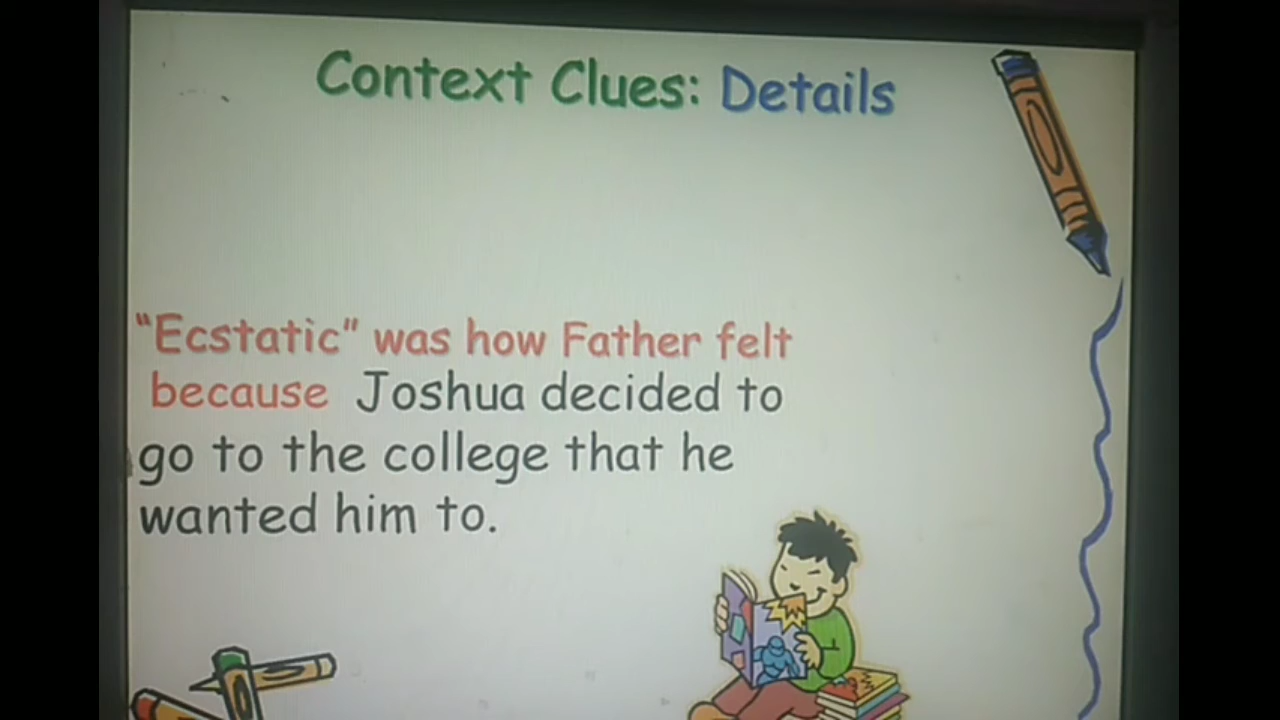 Context Clues: Details
"Ecstatic" was how Father felt
because Joshua decided to
go to the college that he
wanted him to.